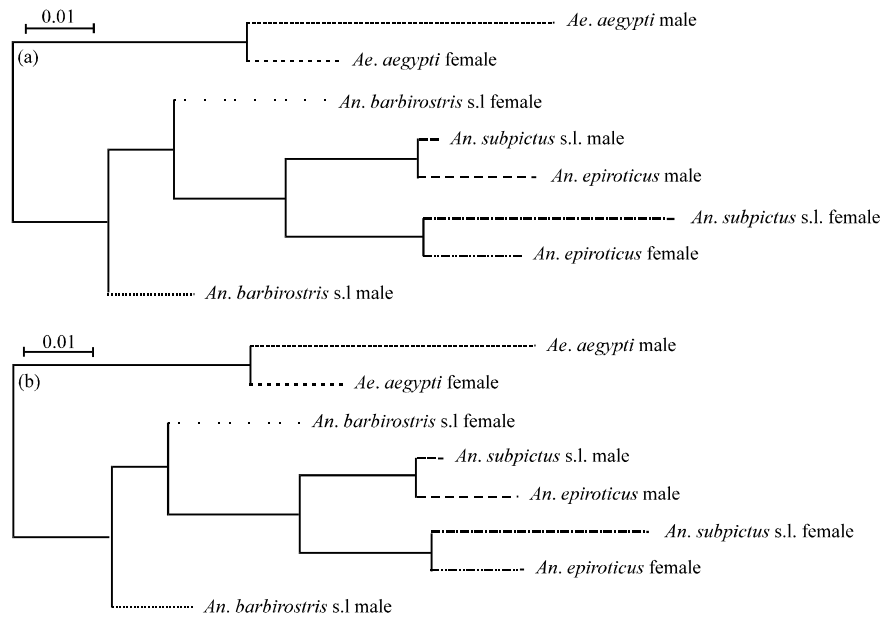 0.01
(a)
Ae. aegypti male
Ae. aegypti female
An. barbirostris s.l female
An. subpictus s.l. male
An. epiroticus male
An. subpictus s.l. female
An. epiroticus female
An. barbirostris s.l male
0.01
(b)
Ae. aegypti male
Ae. aegypti female
An. barbirostris s.l female
An. subpictus s.l. male
An. epiroticus male
An. subpictus s.l. female
An. epiroticus female
An. barbirostris s.l male